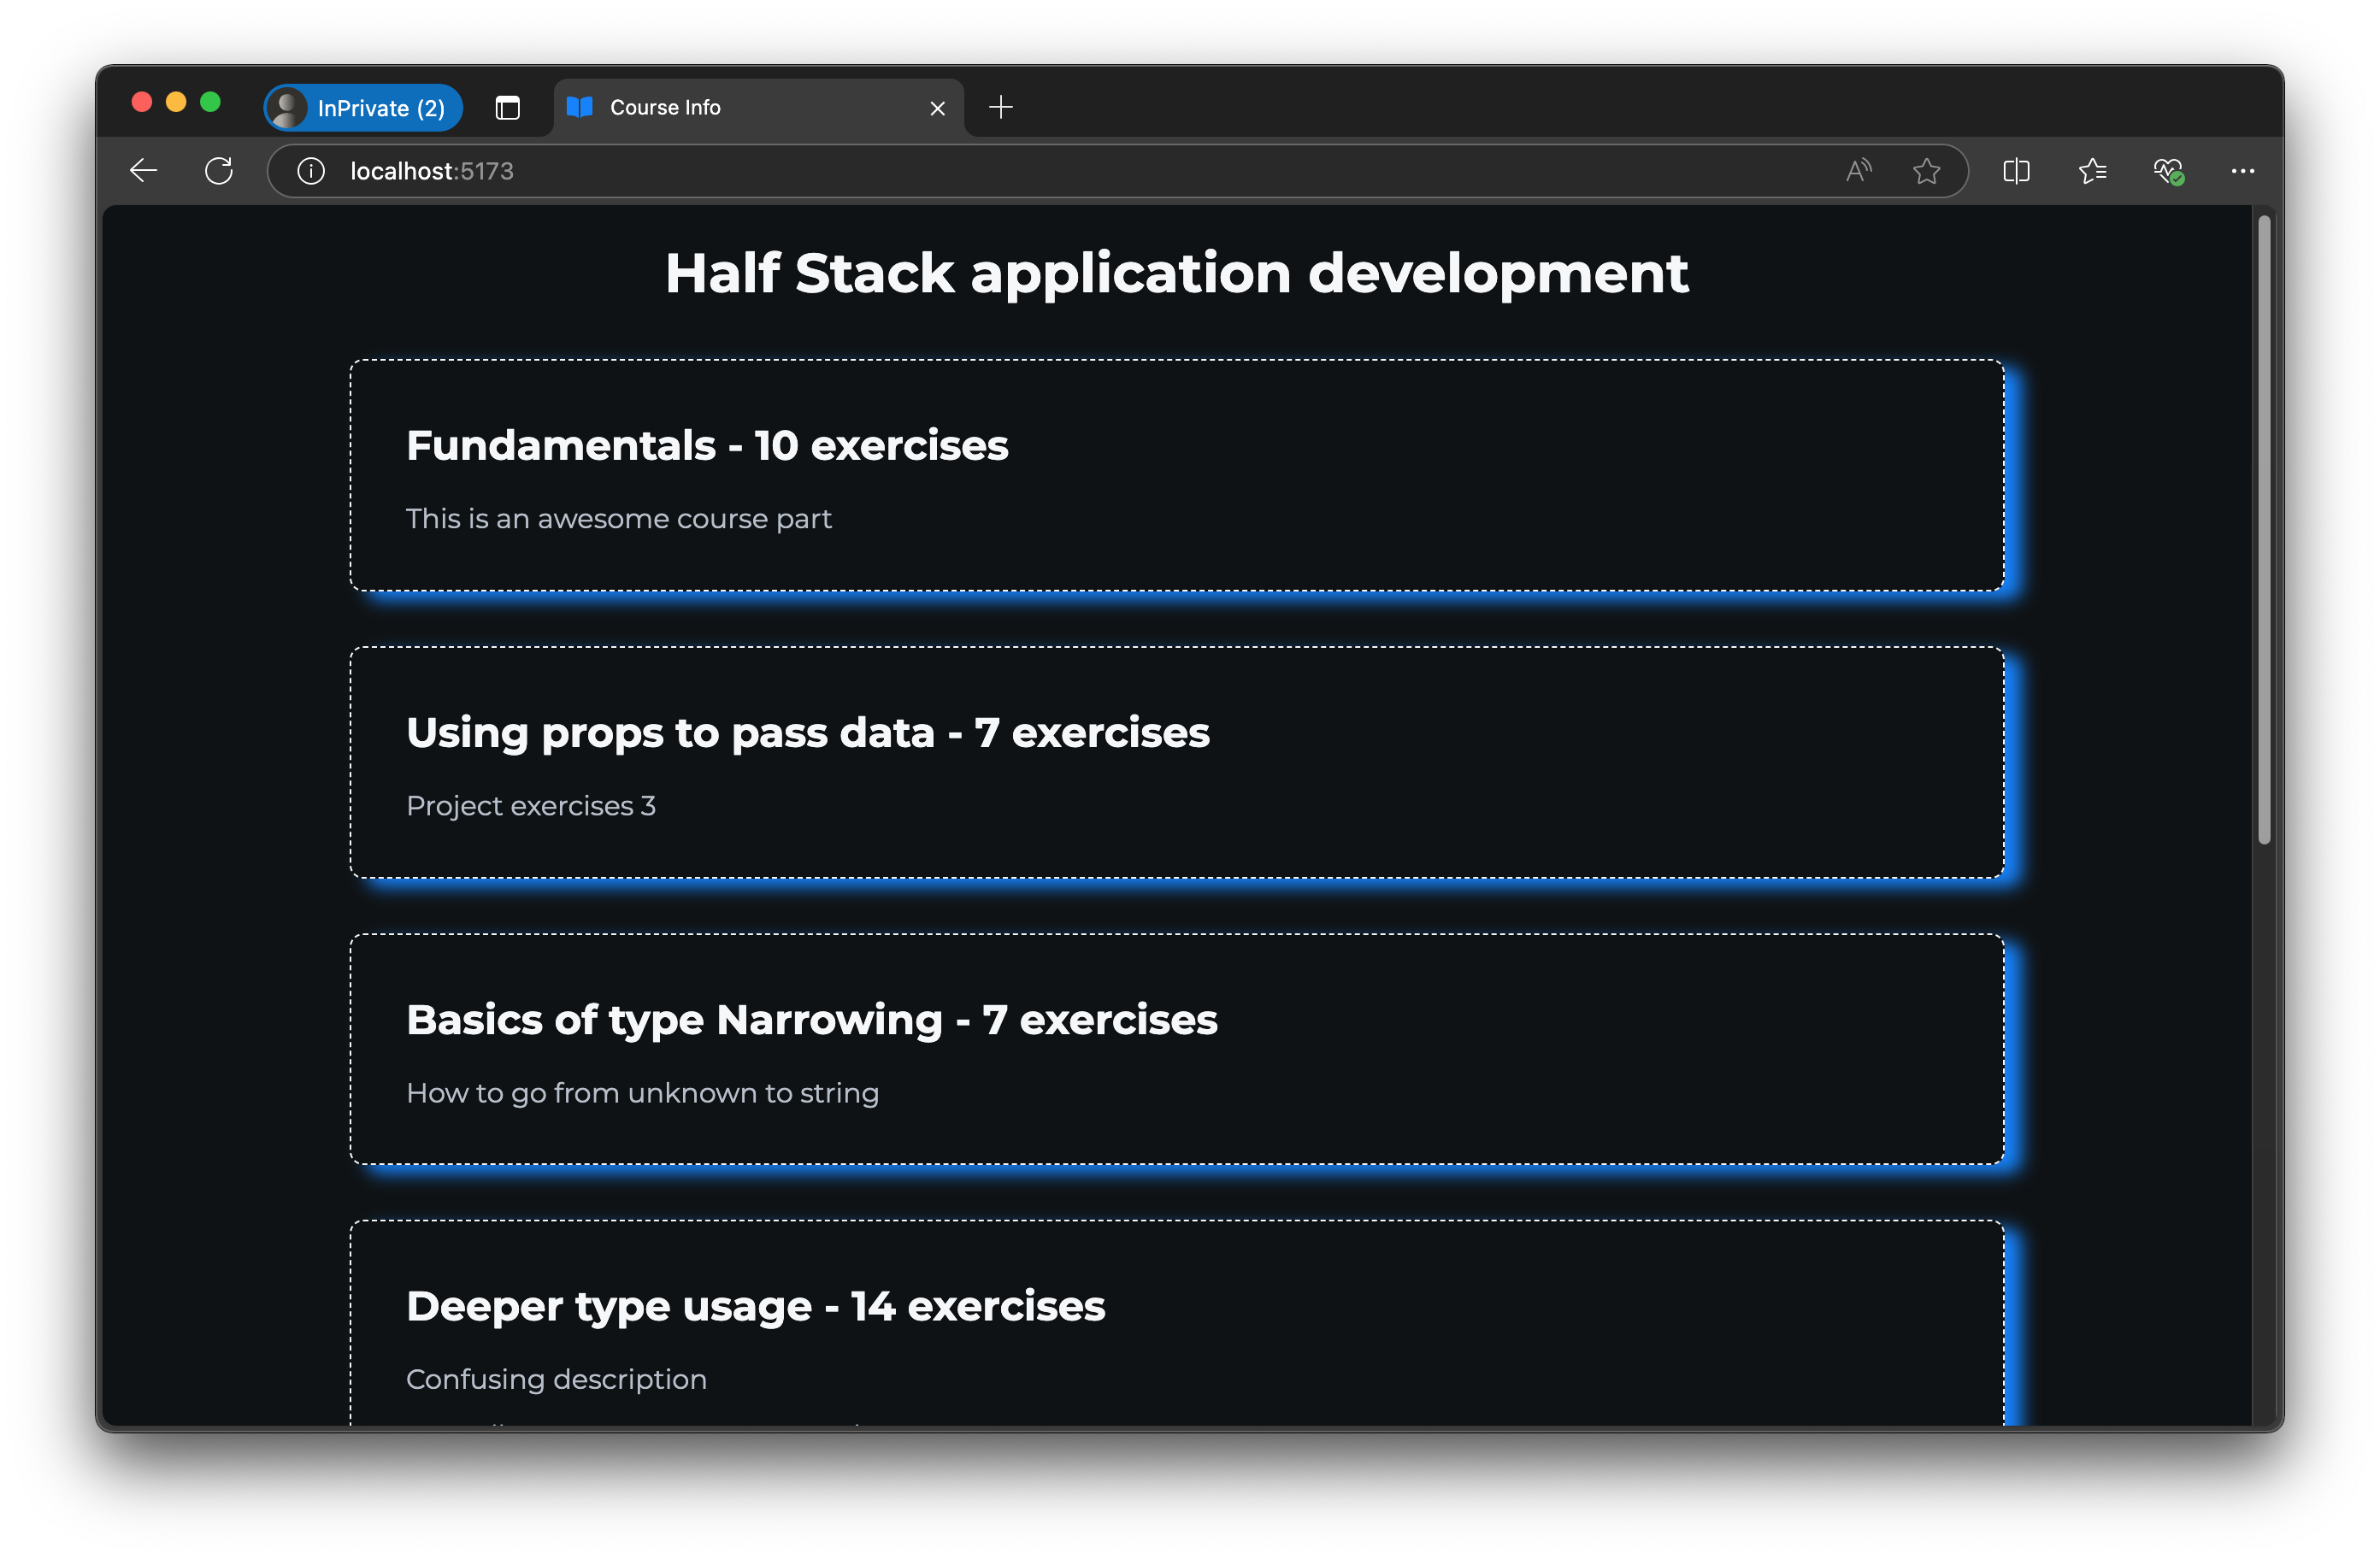 InPrivate (2)
Course Info
localhost:5173
Half Stack application development
Fundamentals - 10 exercises
This is an awesome course part
Using props to pass data - 7 exercises
Project exercises 3
Basics of type Narrowing - 7 exercises
How to go from unknown to string
Deeper type usage - 14 exercises
Confusing description